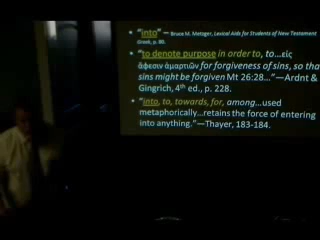 • "into" – Bruce M. Metzger, Lexical Aids for Students of New Testament
Greek, p. 80.
• "to denote purpose in order to, to...εἰς
ἄφεσιν ἁμαρτιῶν for forgiveness of sins, so that
sins might be forgiven Mt 26:28..."—Arndt &
Gingrich, 4th ed., p. 228.
• "into, to, towards, for, among...used
metaphorically...retains the force of entering
into anything."—Thayer, 183-184.